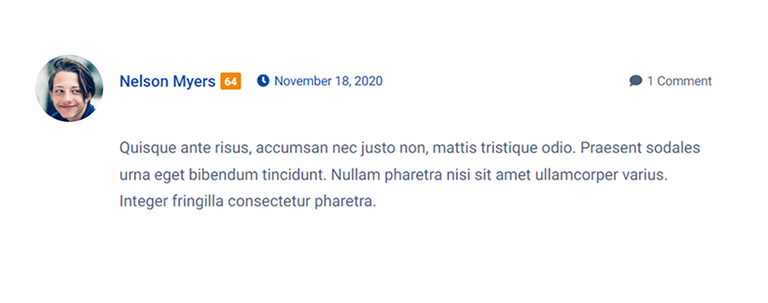 Nelson Myers 64 November 18, 2020 1 Comment
Quisque ante risus, accumsan nec justo non, mattis tristique odio. Praesent sodales
urna eget bibendum tincidunt. Nullam pharetra nisi sit amet ullamcorper varius.
Integer fringilla consectetur pharetra.